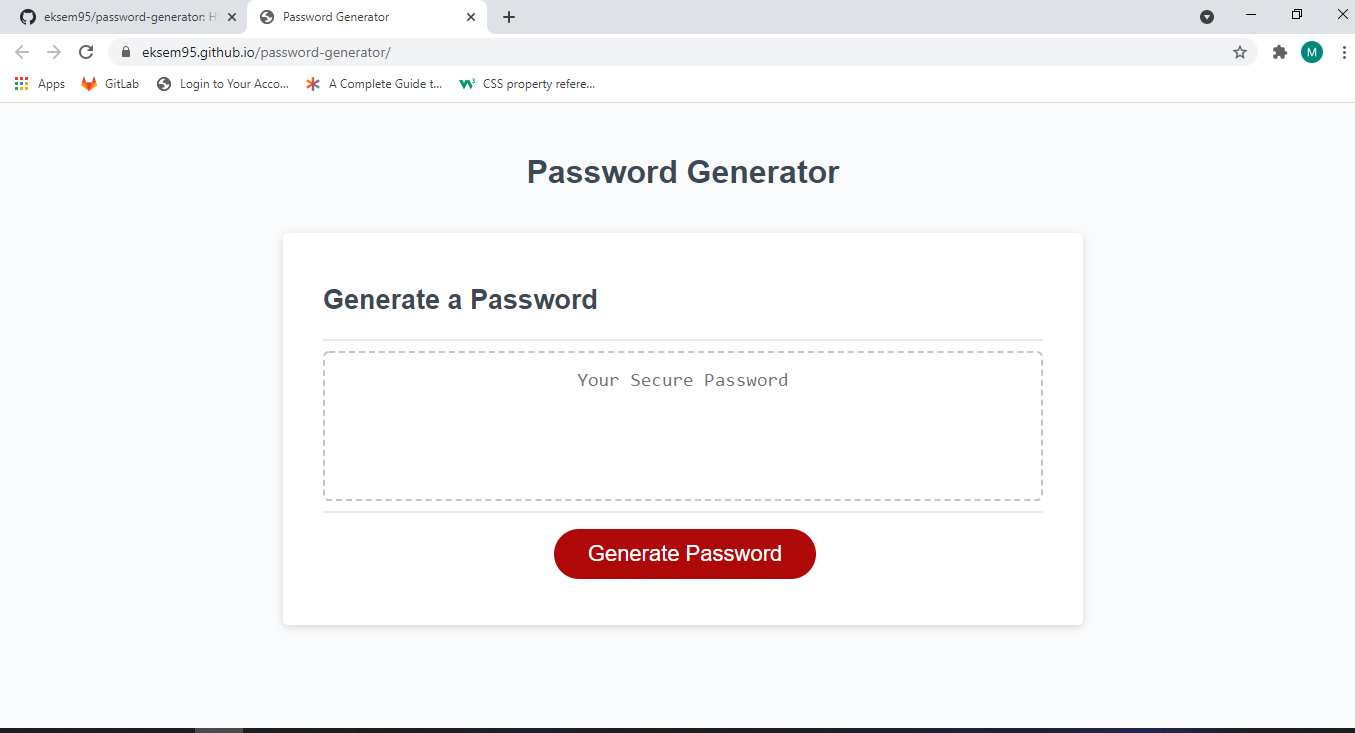 eksem95/password-generator: H
Password Generator
eksem95.github.io/password-generator/
M
Apps
GitLab
Login to Your Acco...
A Complete Guide t...
CSS property refere...
Password Generator
Generate a Password
Your Secure Password
Generate Password